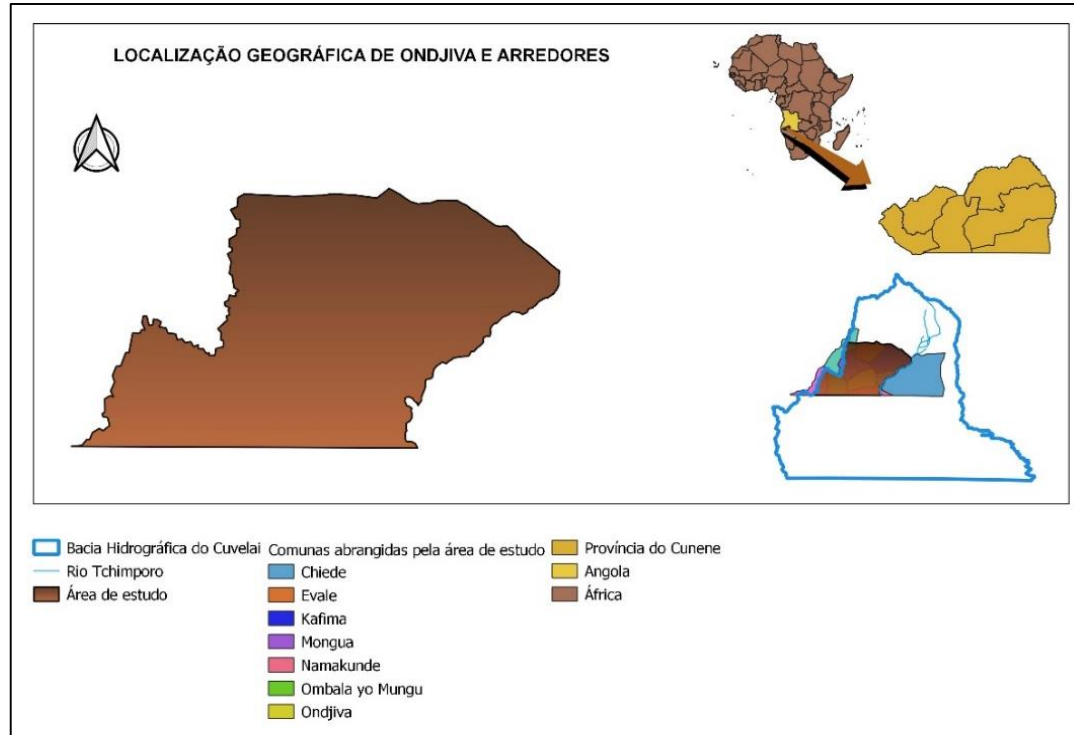 LOCALIZAÇÃO GEOGRÁFICA DE ONDJIVA E ARREDORES
Bacia Hidrográfica do Cuvelai
Rio Tchimporo
Área de estudo
Comunas abrangidas pela área de estudo
Chiede
Evale
Kafima
Mongua
Namakunde
Ombala yo Mungu
Ondjiva
Província do Cunene
Angola
África